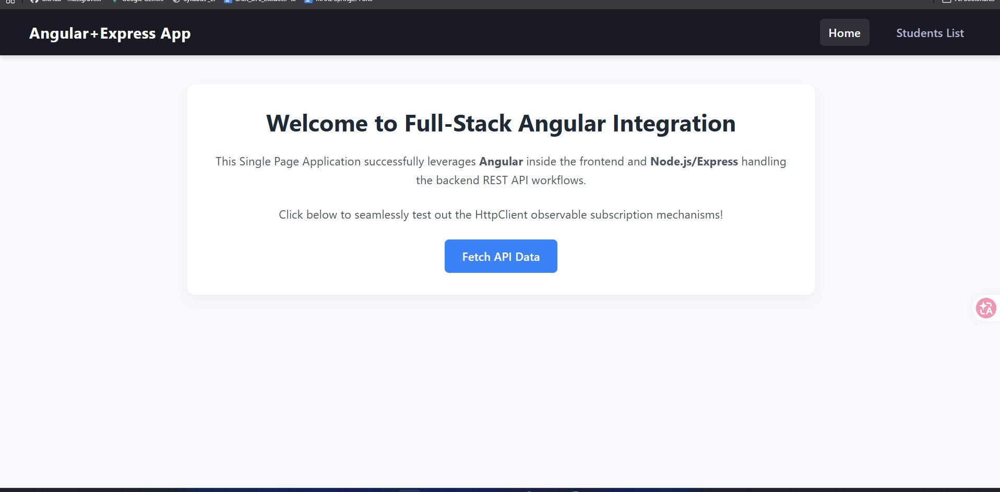 Google Gemini
Angular+Express App
Home
Students List
Welcome to Full-Stack Angular Integration
This Single Page Application successfully leverages Angular inside the frontend and Node.js/Express handling
the backend REST API workflows.
Click below to seamlessly test out the HttpClient observable subscription mechanisms!
Fetch API Data